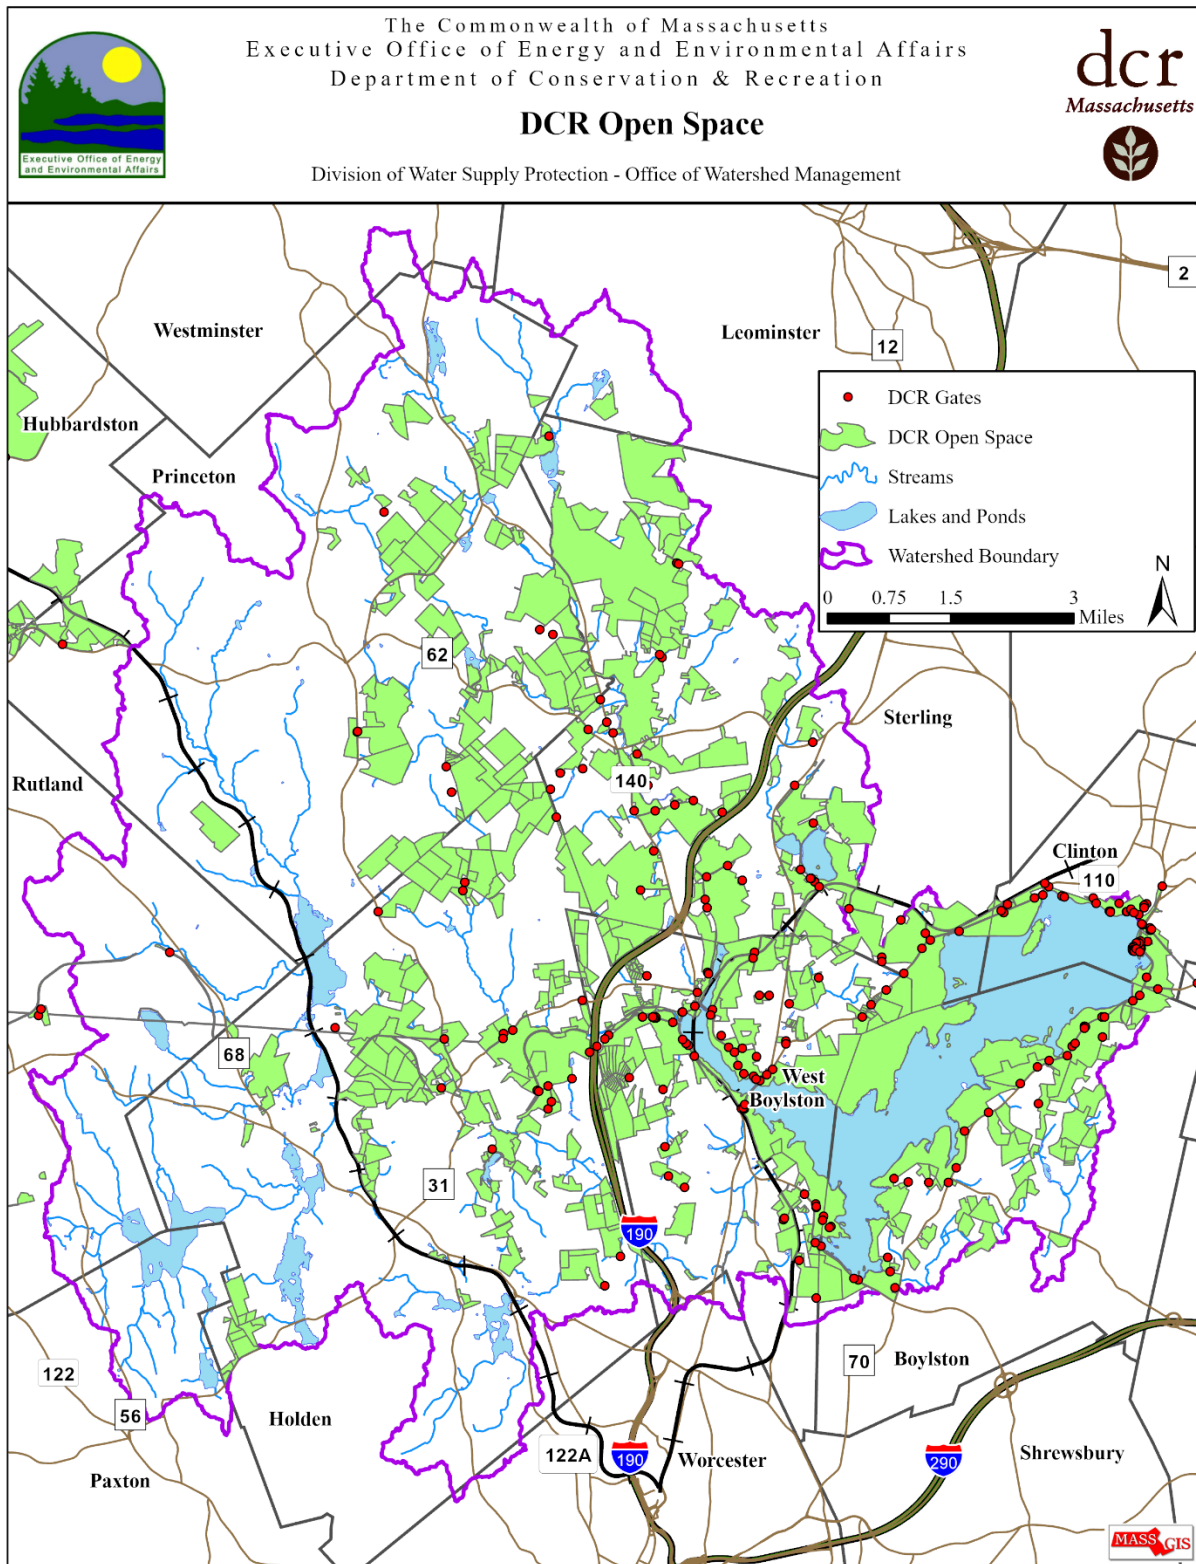 The Commonwealth of Massachusetts
Executive Office of Energy and Environmental Affairs
Department of Conservation & Recreation
DCR Open Space
Division of Water Supply Protection - Office of Watershed Management
Executive Office of Energy
and Environmental Affairs
dcr
Massachusetts
2
Westminster
Leominster
12
Hubbardston
Princeton
DCR Gates
DCR Open Space
Streams
Lakes and Ponds
Watershed Boundary
N
0 0.75 1.5 3
Miles
62
Sterling
Rutland
140
Clinton
110
68
West
Boylston
31
190
70
Boylston
122
56
Holden
122A
190
Worcester
290
Shrewsbury
Paxton
MASS GIS